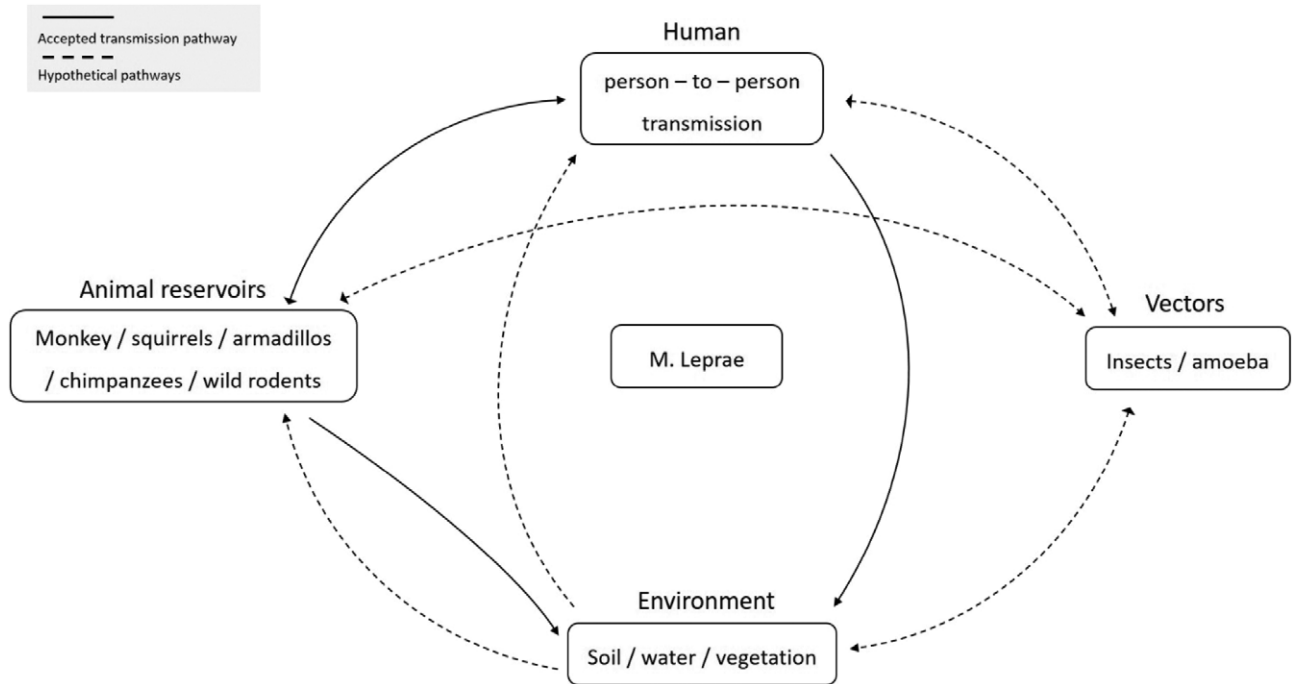 Accepted transmission pathway
Hypothetical pathways
Human
person – to – person
transmission
Animal reservoirs
Monkey / squirrels / armadillos
/ chimpanzees / wild rodents
M. Leprae
Vectors
Insects / amoeba
Environment
Soil / water / vegetation